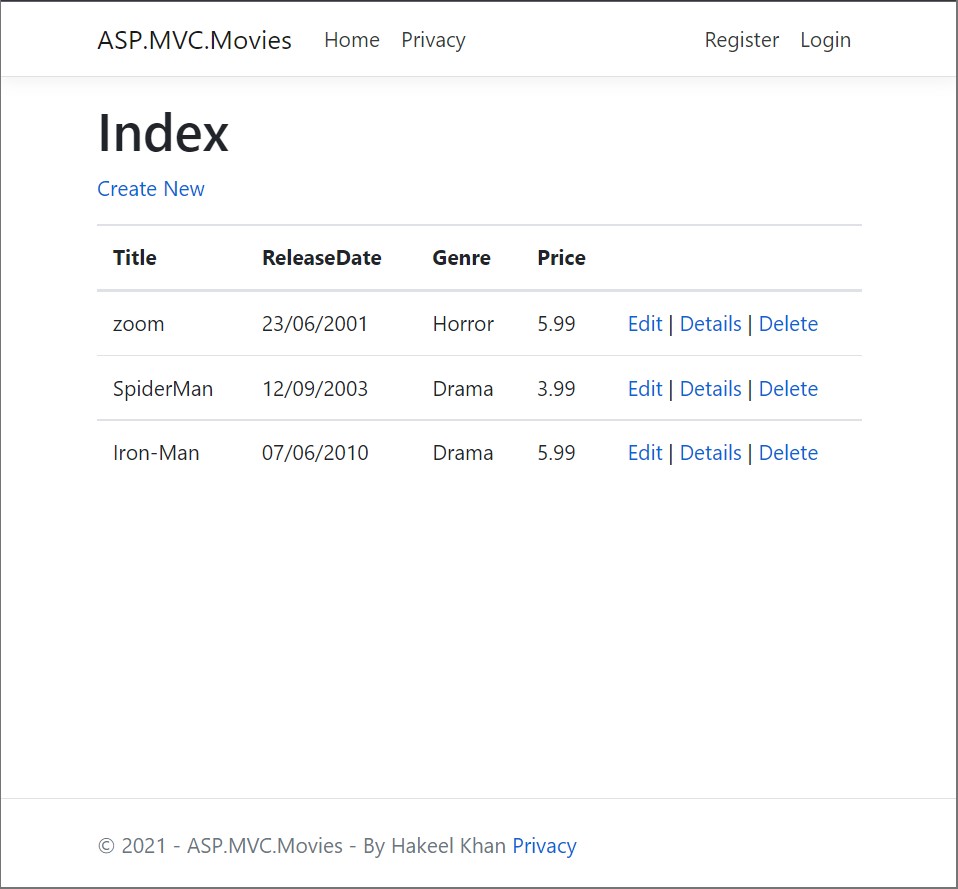 ASP.MVC.Movies Home Privacy Register Login
Index
Create New
Title ReleaseDate Genre Price
zoom 23/06/2001 Horror 5.99 Edit | Details | Delete
SpiderMan 12/09/2003 Drama 3.99 Edit | Details | Delete
Iron-Man 07/06/2010 Drama 5.99 Edit | Details | Delete
© 2021 - ASP.MVC.Movies - By Hakeel Khan Privacy